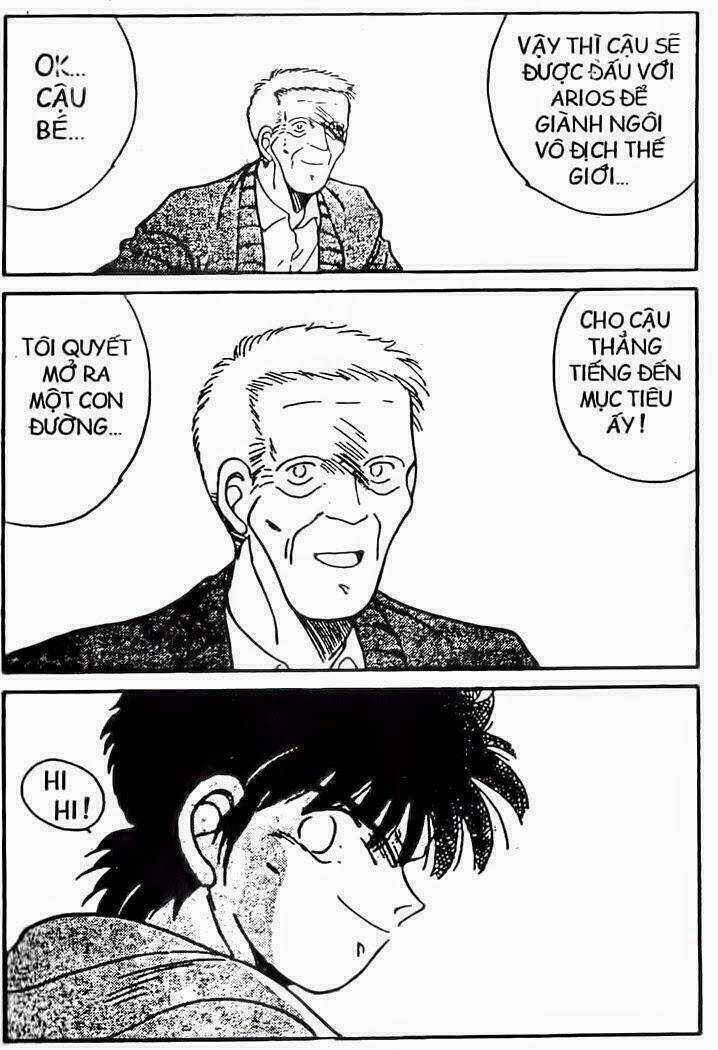 OK...
CẬU
BÉ...
VẬY THÌ CẬU SẼ
ĐƯỢC ĐẤU VỚI
ARIOS ĐỂ
GIÀNH NGÔI
VÔ ĐỊCH THẾ
GIỚI...
TÔI QUYẾT
MỞ RA
MỘT CON
ĐƯỜNG...
CHO CẬU
THẲNG
TIẾNG ĐẾN
MỤC TIÊU
ẤY!
HI
HI!